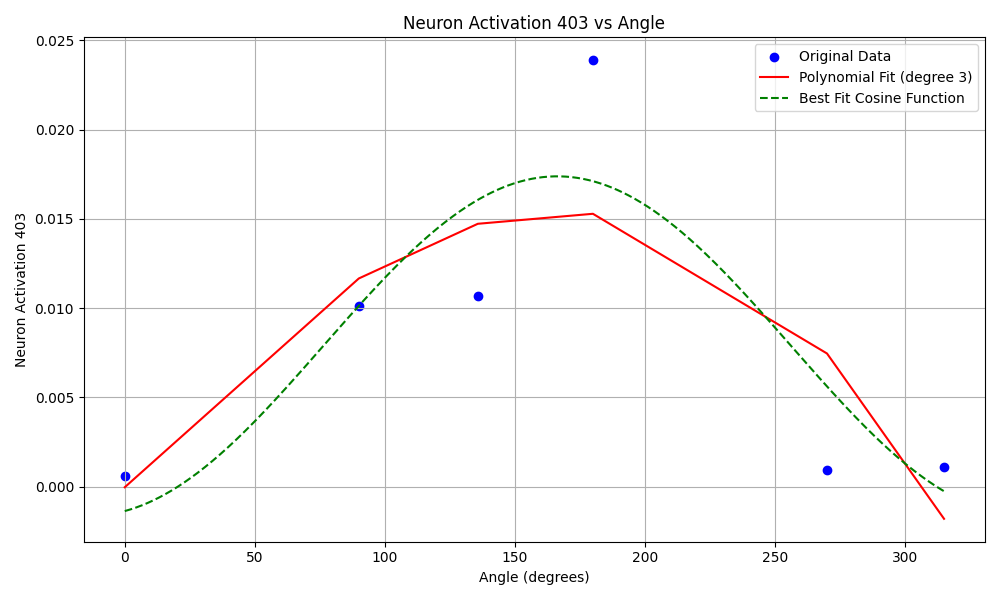 Neuron Activation 403 vs Angle
Original Data
Polynomial Fit (degree 3)
Best Fit Cosine Function
Neuron Activation 403
0.025
0.020
0.015
0.010
0.005
0.000
0
50
100
150
200
250
300
Angle (degrees)